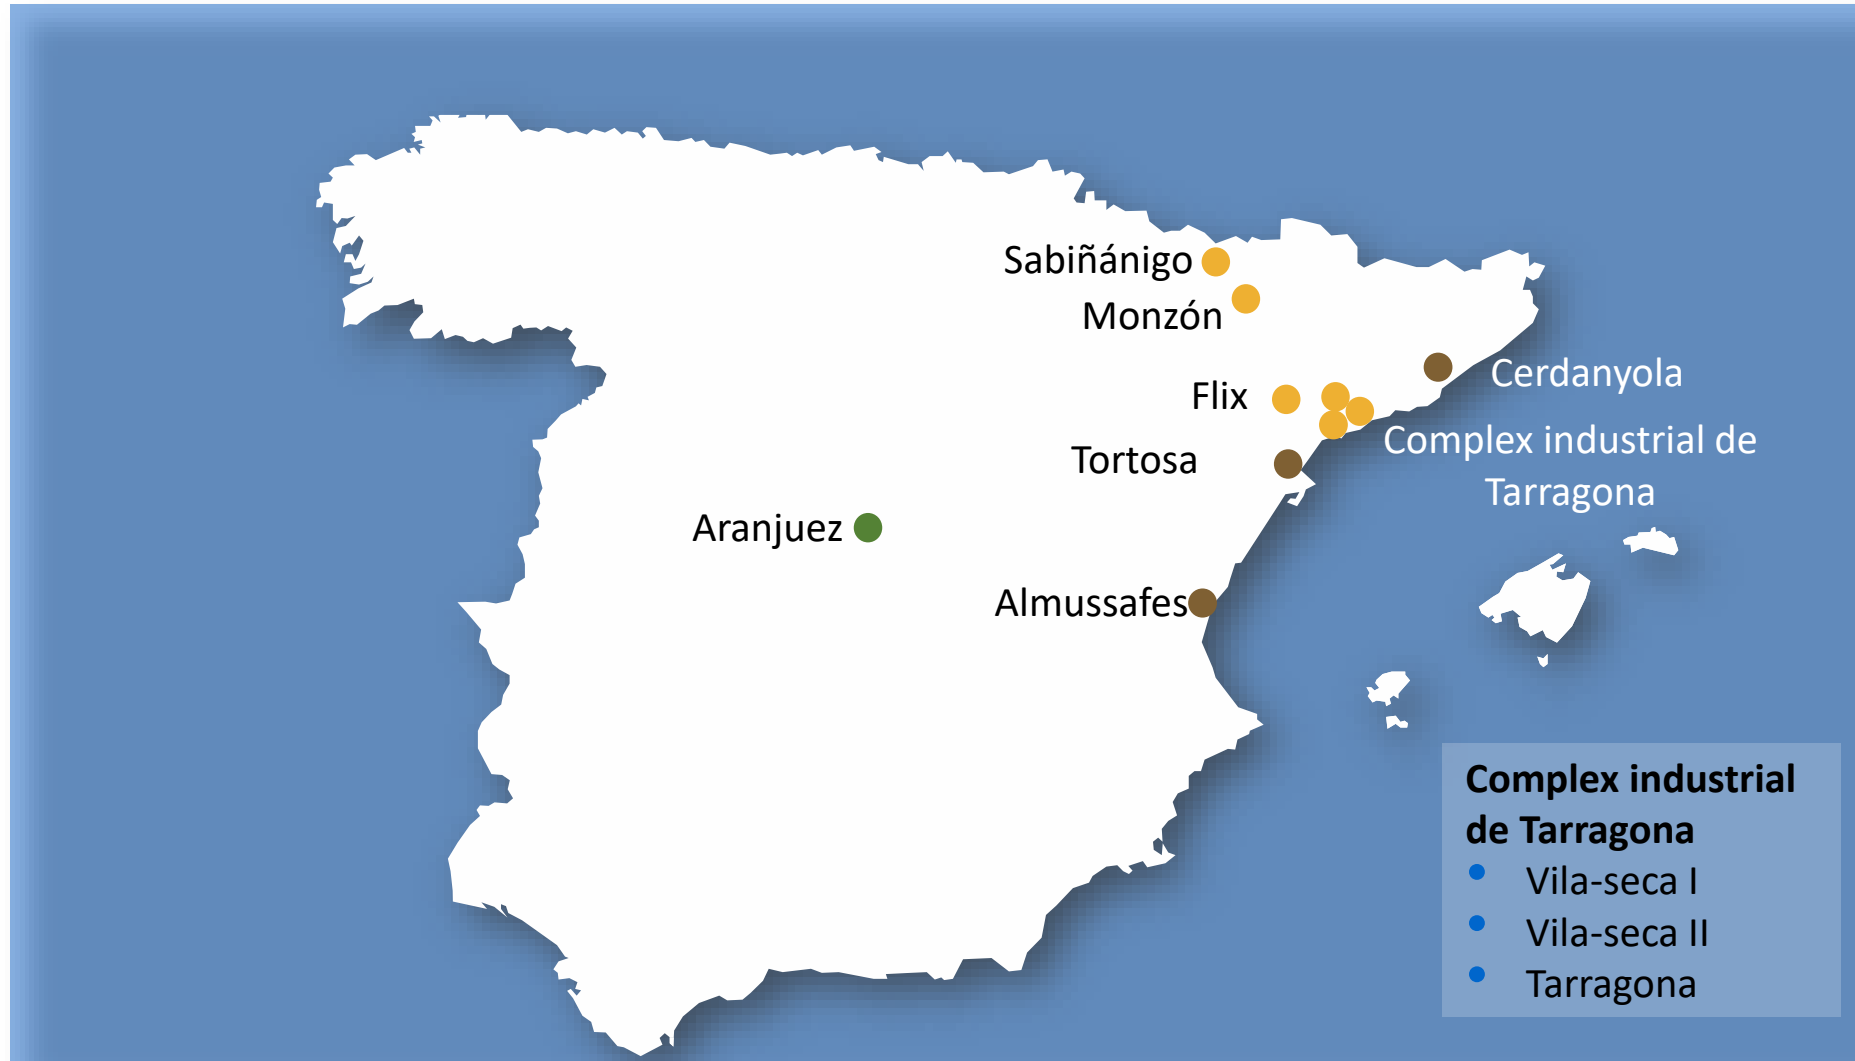 Sabiñánigo
Monzón
Cerdanyola
Flix
Complex industrial de
Tarragona
Tortosa
Aranjuez
Almussafes
Complex industrial
de Tarragona
• Vila-seca I
• Vila-seca II
• Tarragona